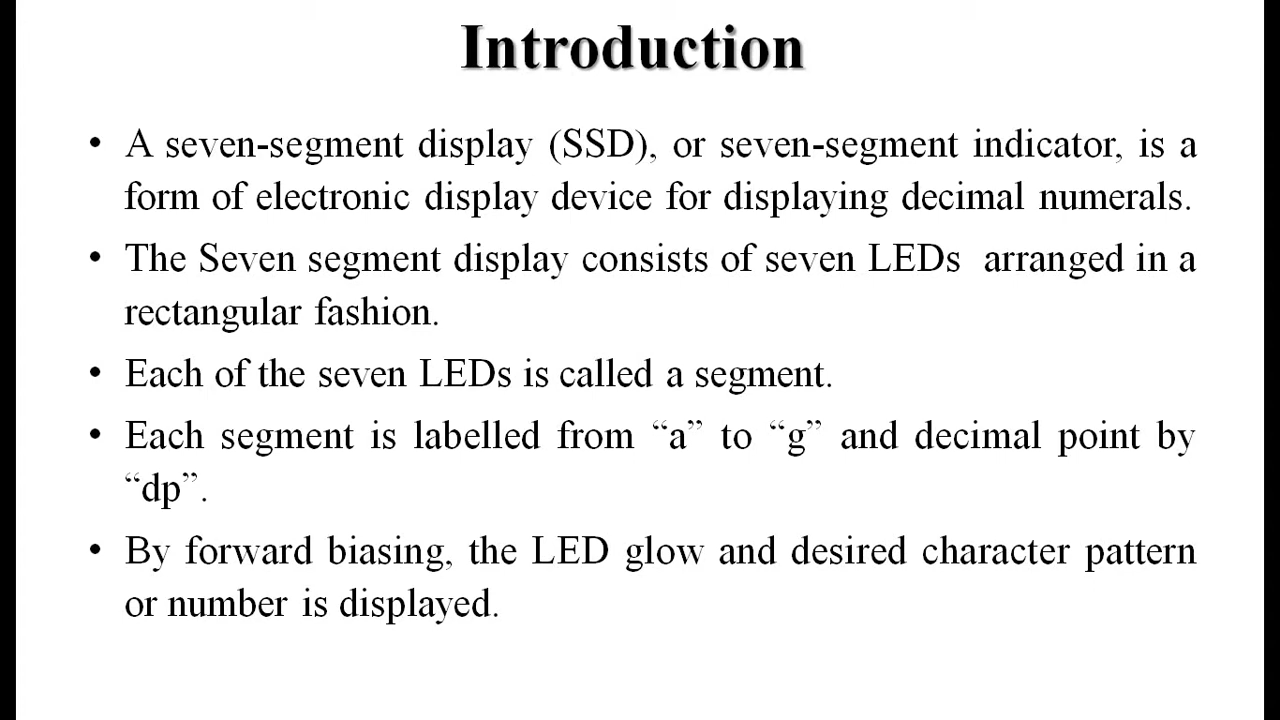 Introduction
• A seven-segment display (SSD), or seven-segment indicator, is a
form of electronic display device for displaying decimal numerals.
• The Seven segment display consists of seven LEDs  arranged in a
rectangular fashion.
• Each of the seven LEDs is called a segment.
• Each segment is labelled from “a” to “g” and decimal point by
“dp”.
• By forward biasing, the LED glow and desired character pattern
or number is displayed.